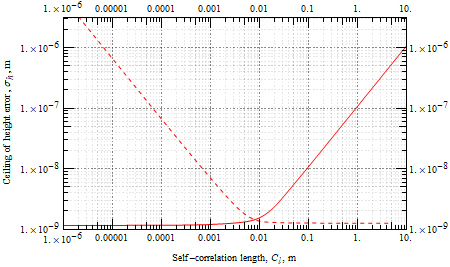 1.×10⁻⁶ 0.00001 0.0001 0.001 0.01 0.1 1. 10.
1.×10⁻⁶ 1.×10⁻⁶
1.×10⁻⁷ 1.×10⁻⁷
1.×10⁻⁸ 1.×10⁻⁸
1.×10⁻⁹ 1.×10⁻⁹
1.×10⁻⁶ 0.00001 0.0001 0.001 0.01 0.1 1. 10.
Ceiling of height error, σₕ, m
Self−correlation length, Cₗ, m